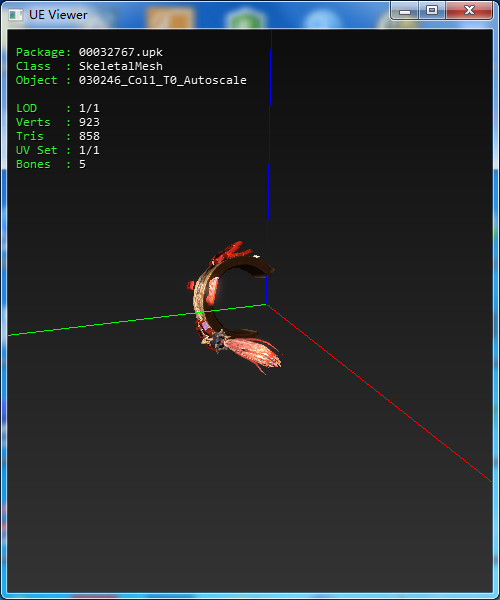 UE Viewer
Package: 00032767.upk
Class : SkeletalMesh
Object : 030246_Col1_T0_Autoscale
LOD : 1/1
Verts : 923
Tris : 858
UV Set : 1/1
Bones : 5